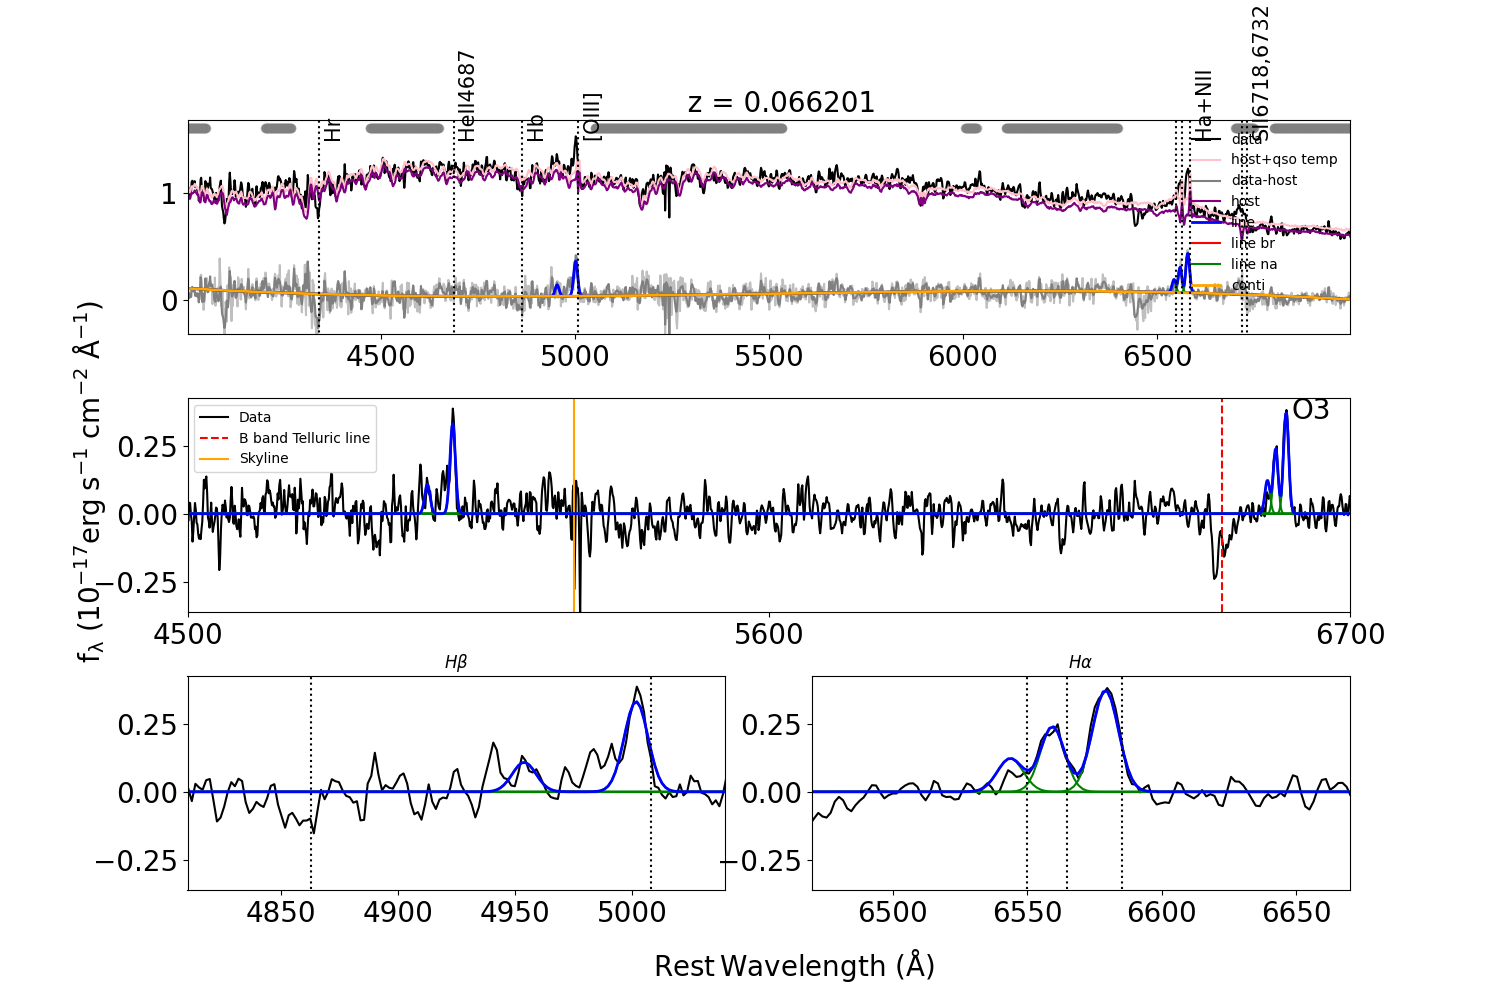 z = 0.066201
Hr
HeII4687
Hb
[OIII]
Ha+NII
SII6718,6732
data
host+qso temp
data-host
host
line
line br
line na
conti
1
0
4500 5000 5500 6000 6500
fλ (10⁻¹⁷erg s⁻¹ cm⁻² Å⁻¹)
Data
B band Telluric line
Skyline
O3
0.25
0.00
−0.25
4500 5600 6700
Hβ
0.25
0.00
−0.25
4850 4900 4950 5000
Hα
0.25
0.00
−0.25
6500 6550 6600 6650
Rest Wavelength (Å)